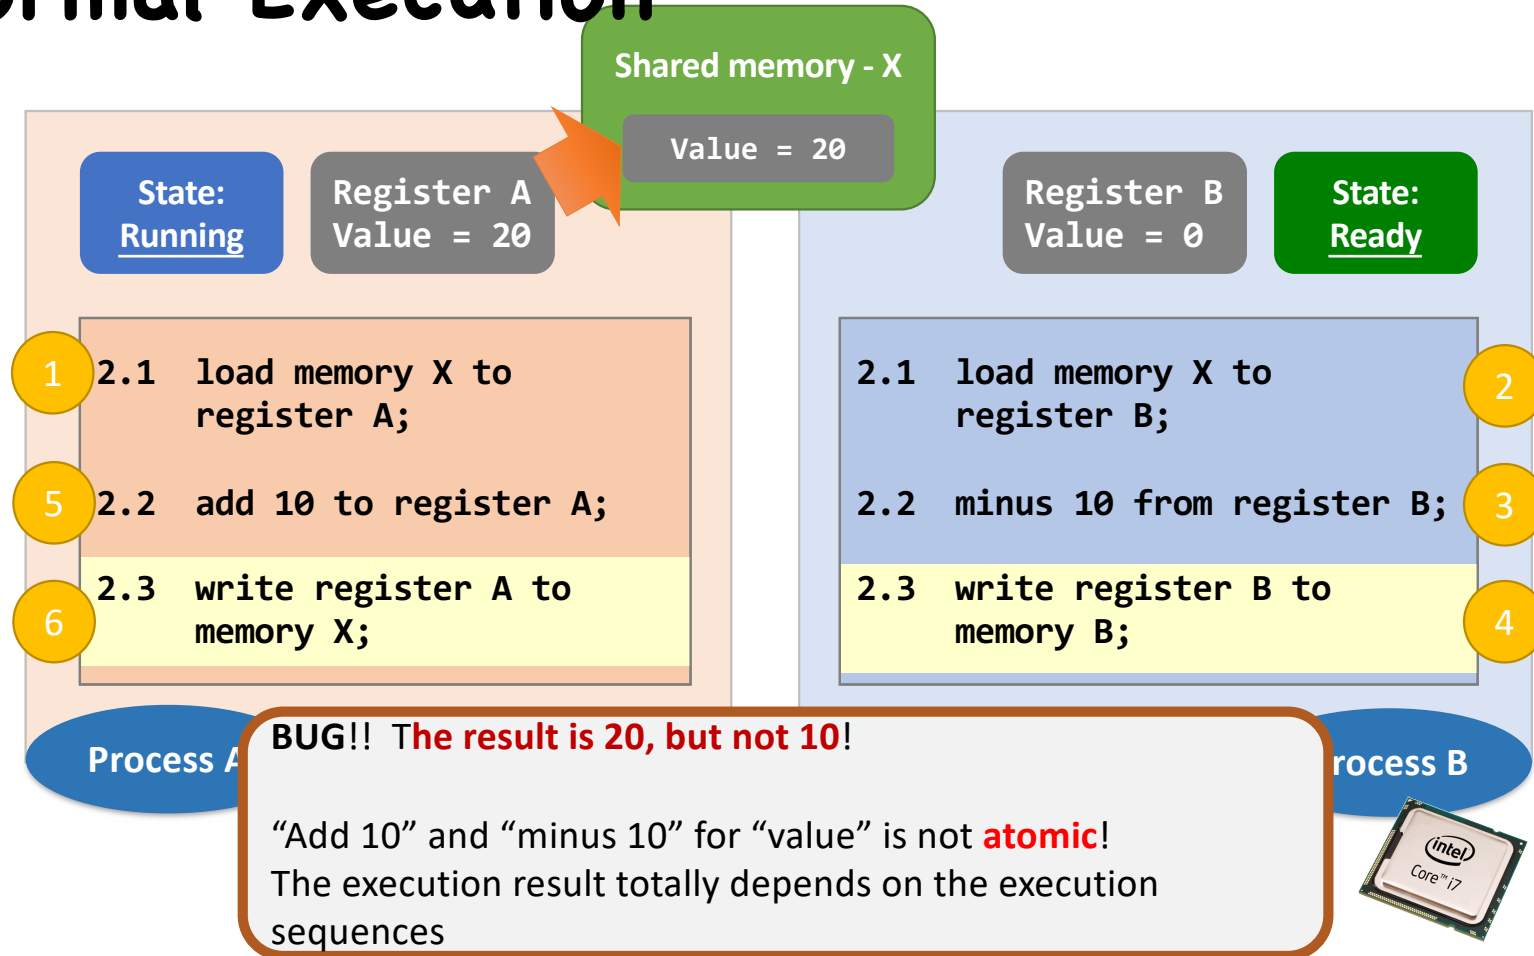 ormal Execution
Shared memory - X
Value = 20
State:
Running
Register A
Value = 20
Register B
Value = 0
State:
Ready
1
2.1 load memory X to
register A;
5
2.2 add 10 to register A;
6
2.3 write register A to
memory X;
2.1 load memory X to
register B;
2
2.2 minus 10 from register B;
3
2.3 write register B to
memory B;
4
Process A
rocess B
BUG!! The result is 20, but not 10!
“Add 10” and “minus 10” for “value” is not atomic!
The execution result totally depends on the execution
sequences
intel
Core™ i7